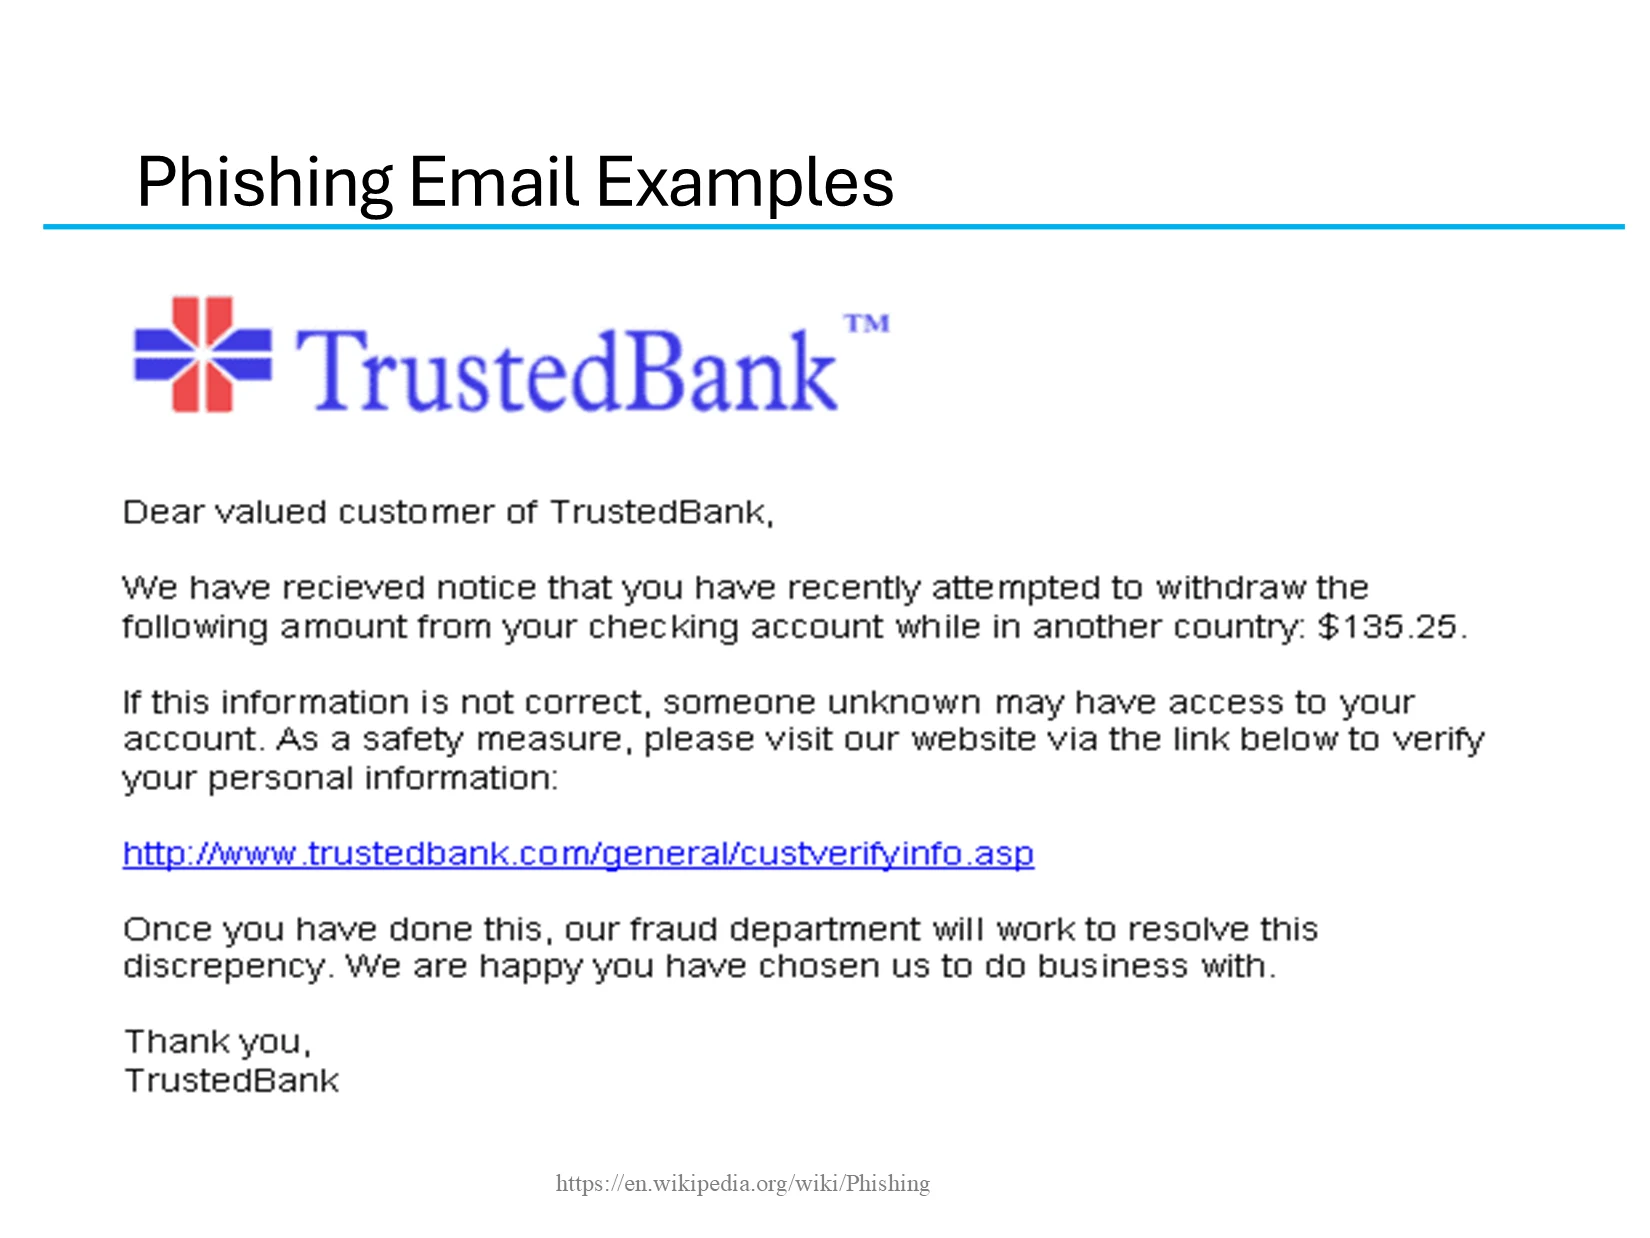 Phishing Email Examples
TrustedBank™
Dear valued customer of TrustedBank,
We have recieved notice that you have recently attempted to withdraw the
following amount from your checking account while in another country: $135.25.
If this information is not correct, someone unknown may have access to your
account. As a safety measure, please visit our website via the link below to verify
your personal information:
http://www.trustedbank.com/general/custverifyinfo.asp
Once you have done this, our fraud department will work to resolve this
discrepency. We are happy you have chosen us to do business with.
Thank you,
TrustedBank
https://en.wikipedia.org/wiki/Phishing